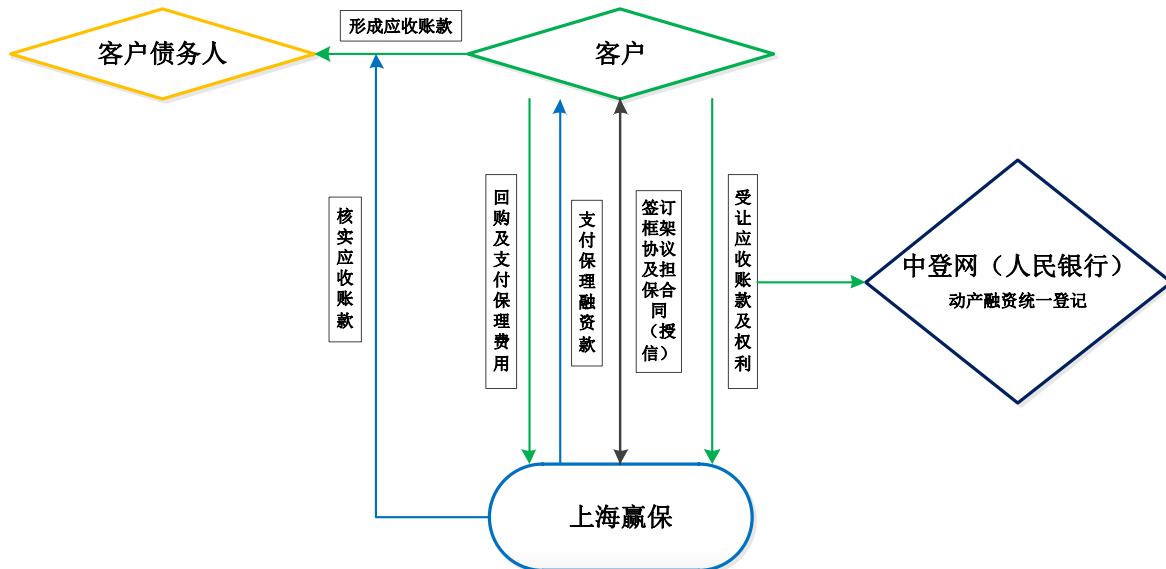 形成应收账款
客户债务人
客户
核实应收账款
回购及支付保理费用
支付保理融资款
签订
框架
协议
及担
保合
同
（授
信）
受让应收账款及权利
中登网（人民银行）
动产融资统一登记
上海赢保